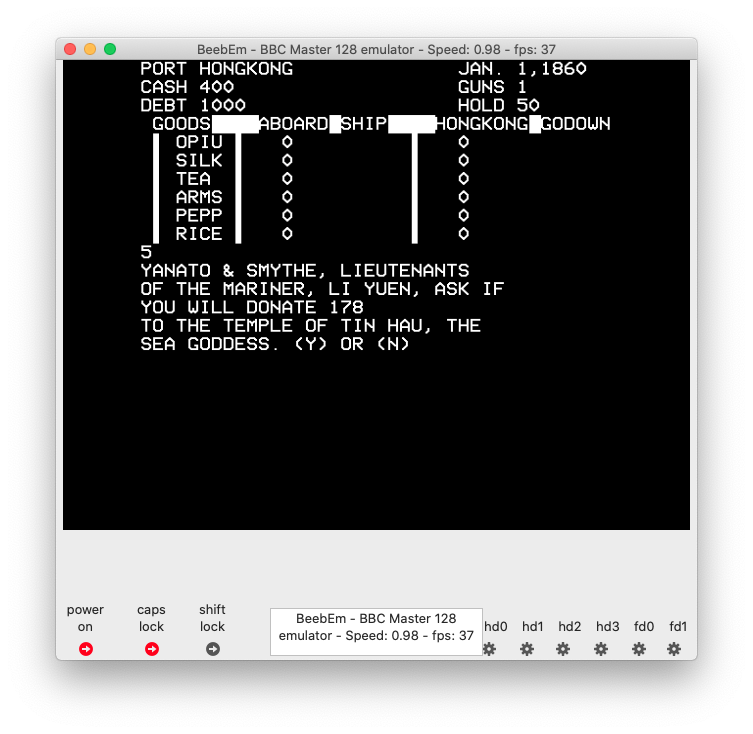 BeebEm - BBC Master 128 emulator - Speed: 0.98 - fps: 37
PORT HONGKONG JAN. 1,1860
CASH 400 GUNS 1
DEBT 1000 HOLD 50
GOODS ABOARD SHIP HONGKONG GODOWN
OPIU 0 0
SILK 0 0
TEA 0 0
ARMS 0 0
PEPP 0 0
RICE 0 0
5
YANATO & SMYTHE, LIEUTENANTS
OF THE MARINER, LI YUEN, ASK IF
YOU WILL DONATE 178
TO THE TEMPLE OF TIN HAU, THE
SEA GODDESS. (Y) OR (N)
power on
caps lock
shift lock
BeebEm - BBC Master 128
emulator - Speed: 0.98 - fps: 37
hd0 hd1 hd2 hd3 fd0 fd1